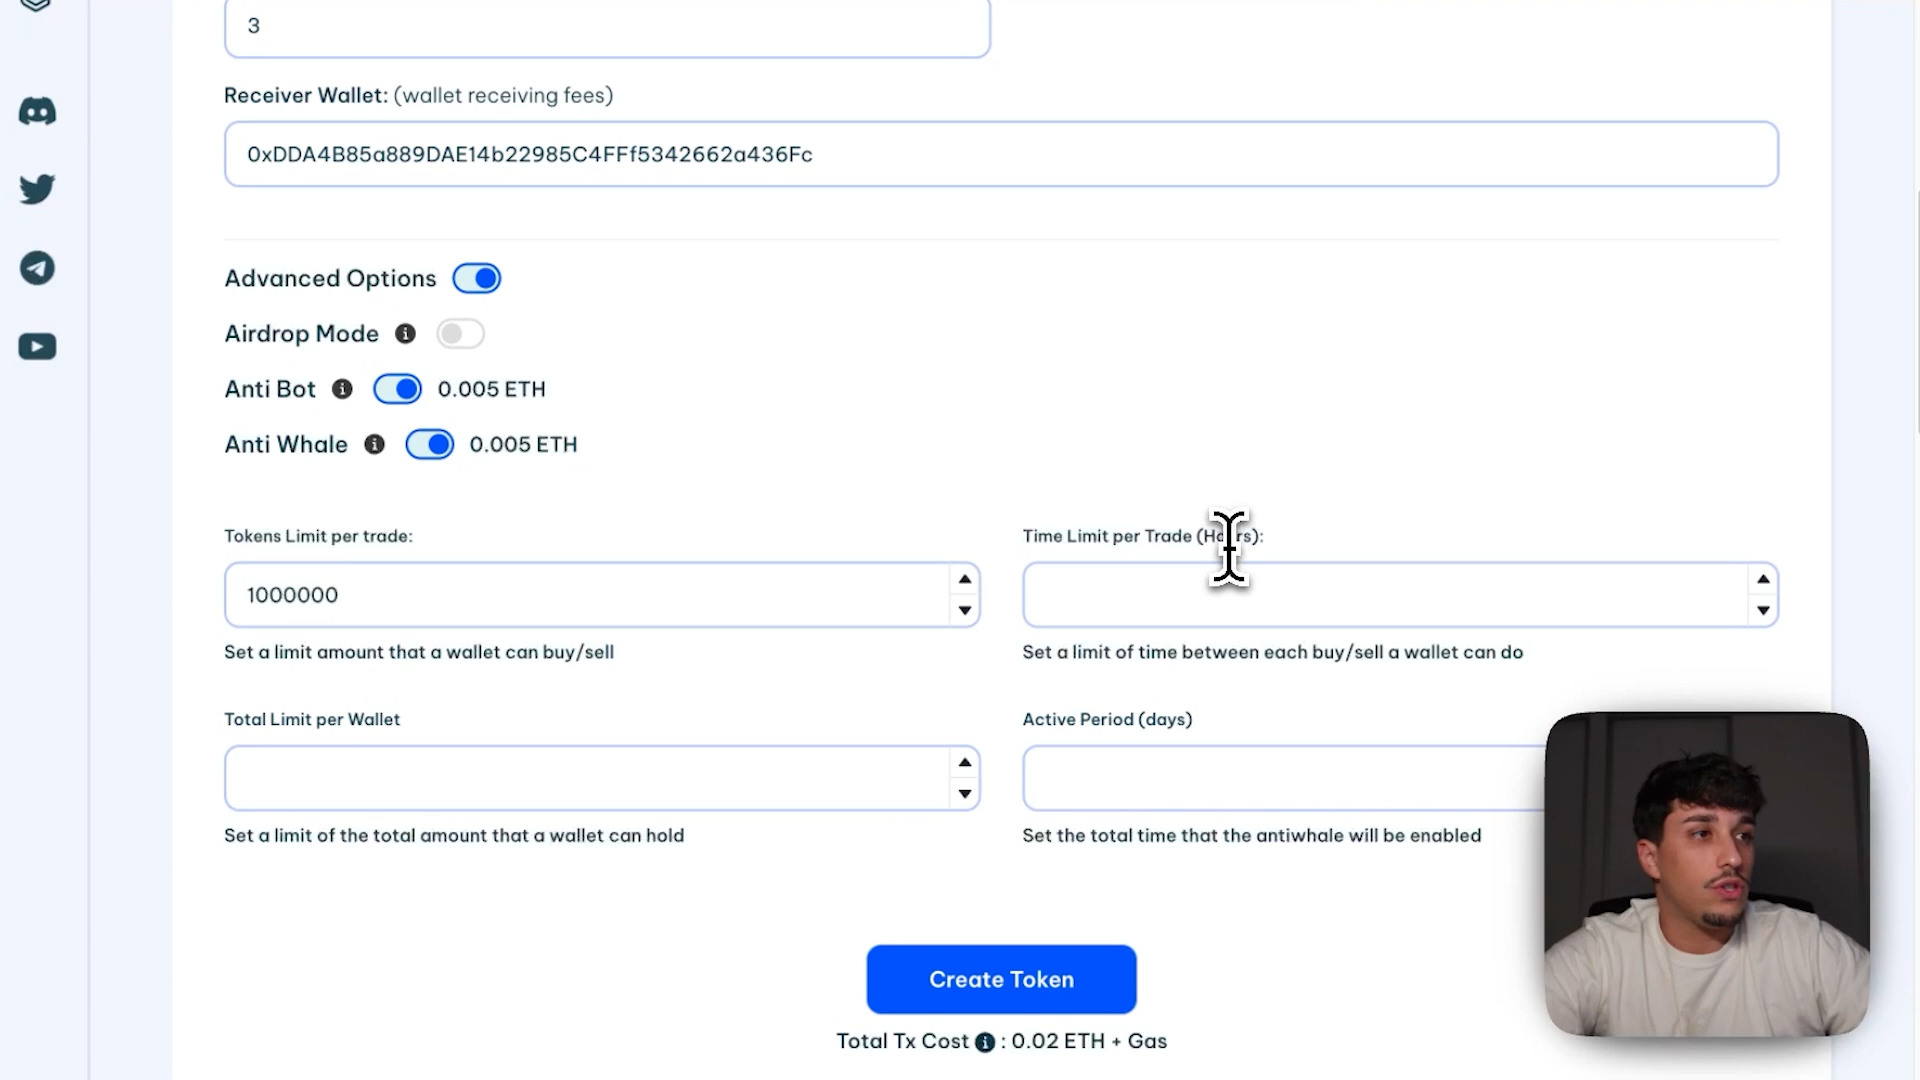 3
Receiver Wallet: (wallet receiving fees)
0xDDA4B85a889DAE14b22985C4FFf5342662a436Fc
Advanced Options
Airdrop Mode
Anti Bot 0.005 ETH
Anti Whale 0.005 ETH
Tokens Limit per trade:
Time Limit per Trade (Hours):
1000000
Set a limit amount that a wallet can buy/sell
Set a limit of time between each buy/sell a wallet can do
Total Limit per Wallet
Active Period (days)
Set a limit of the total amount that a wallet can hold
Set the total time that the antiwhale will be enabled
Create Token
Total Tx Cost : 0.02 ETH + Gas